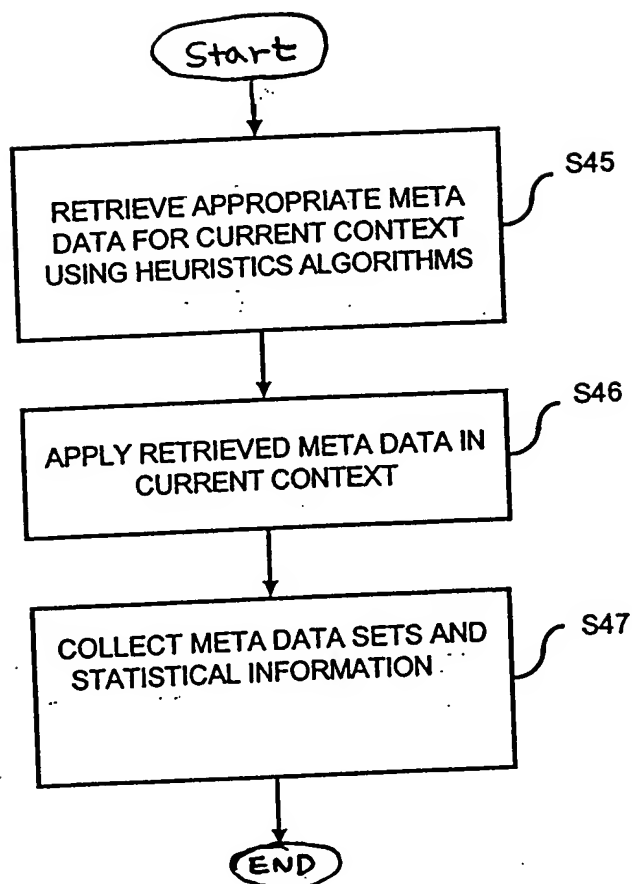 Start
RETRIEVE APPROPRIATE META
DATA FOR CURRENT CONTEXT
USING HEURISTICS ALGORITHMS
S45
APPLY RETRIEVED META DATA IN
CURRENT CONTEXT
S46
COLLECT META DATA SETS AND
STATISTICAL INFORMATION
S47
END